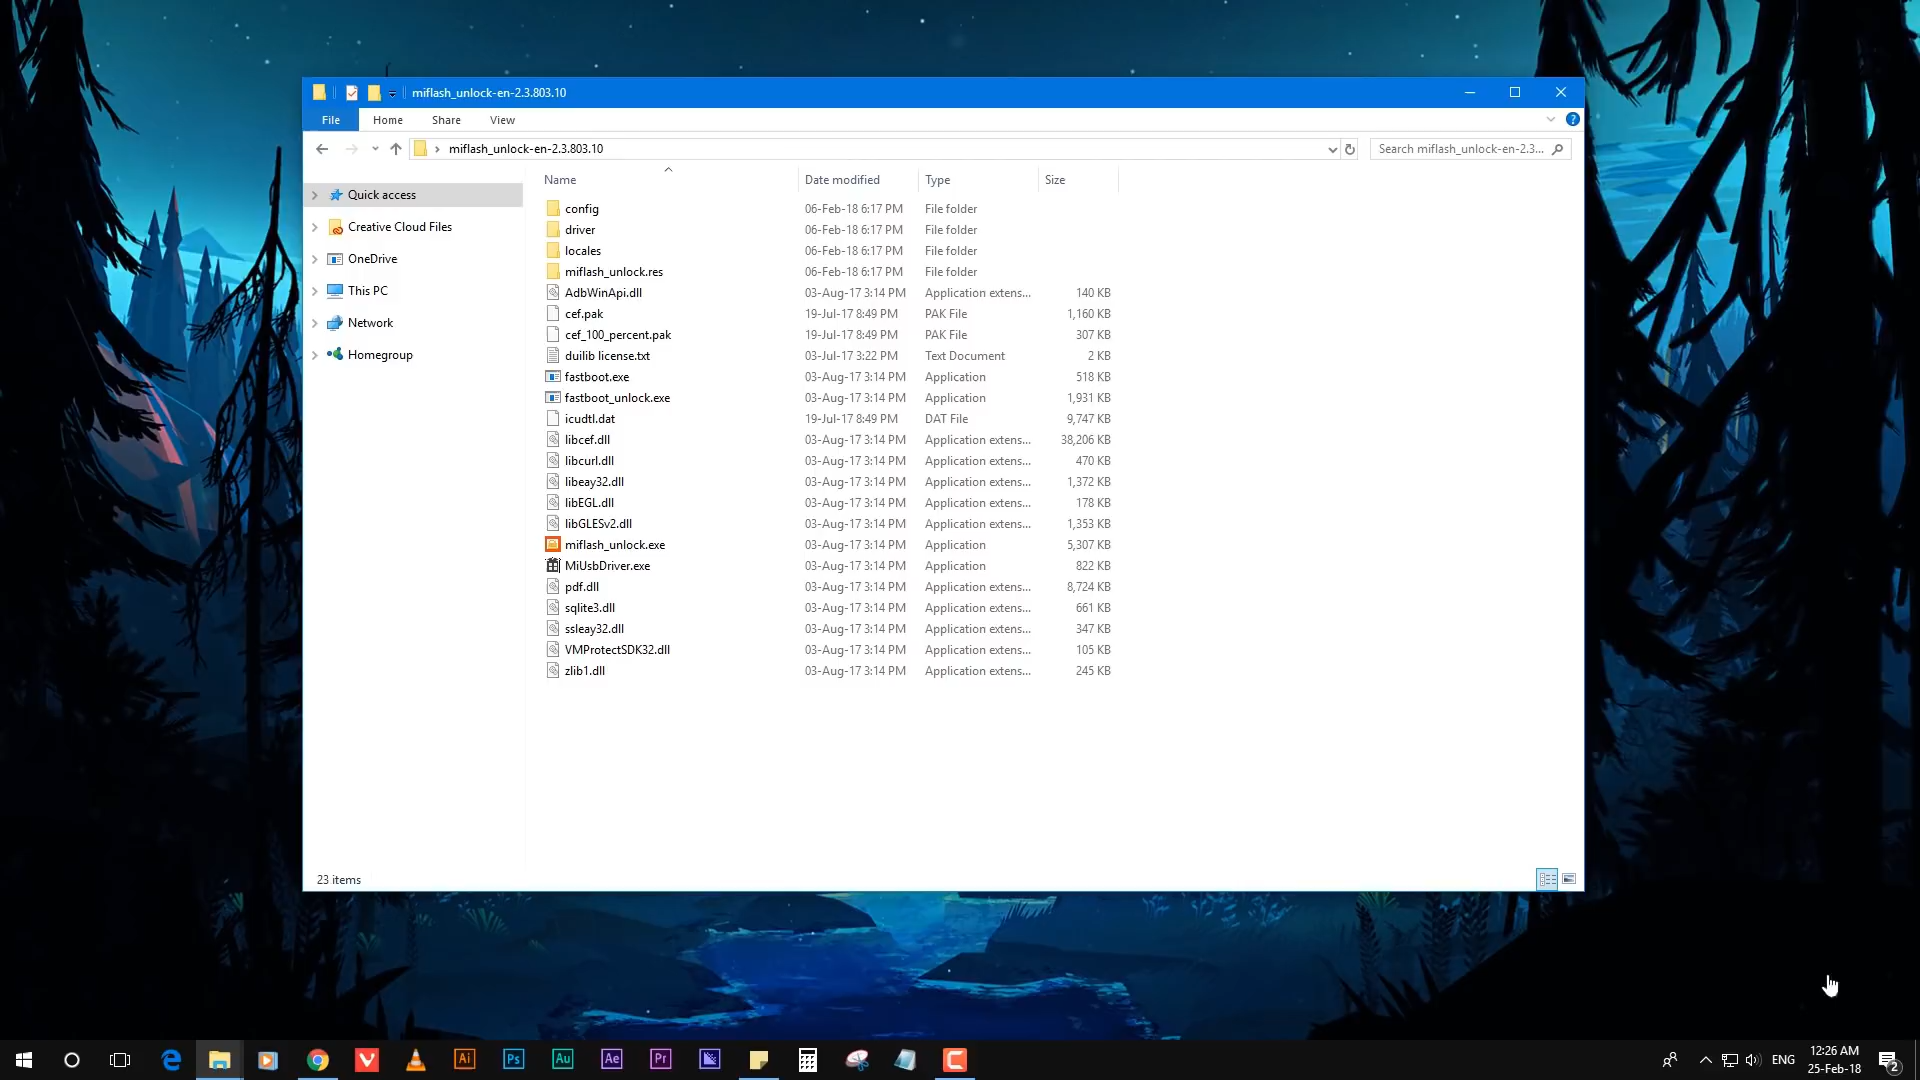 miflash_unlock-en-2.3.803.10
File Home Share View
miflash_unlock-en-2.3.803.10 Search miflash_unlock-en-2.3...
Name Date modified Type Size
Quick access
Creative Cloud Files
OneDrive
This PC
Network
Homegroup
config 06-Feb-18 6:17 PM File folder
driver 06-Feb-18 6:17 PM File folder
locales 06-Feb-18 6:17 PM File folder
miflash_unlock.res 06-Feb-18 6:17 PM File folder
AdbWinApi.dll 03-Aug-17 3:14 PM Application extens... 140 KB
cef.pak 19-Jul-17 8:49 PM PAK File 1,160 KB
cef_100_percent.pak 19-Jul-17 8:49 PM PAK File 307 KB
duilib license.txt 03-Jul-17 3:22 PM Text Document 2 KB
fastboot.exe 03-Aug-17 3:14 PM Application 518 KB
fastboot_unlock.exe 03-Aug-17 3:14 PM Application 1,931 KB
icudtl.dat 19-Jul-17 8:49 PM DAT File 9,747 KB
libcef.dll 03-Aug-17 3:14 PM Application extens... 38,206 KB
libcurl.dll 03-Aug-17 3:14 PM Application extens... 470 KB
libeay32.dll 03-Aug-17 3:14 PM Application extens... 1,372 KB
libEGL.dll 03-Aug-17 3:14 PM Application extens... 178 KB
libGLESv2.dll 03-Aug-17 3:14 PM Application extens... 1,353 KB
miflash_unlock.exe 03-Aug-17 3:14 PM Application 5,307 KB
MiUsbDriver.exe 03-Aug-17 3:14 PM Application 822 KB
pdf.dll 03-Aug-17 3:14 PM Application extens... 8,724 KB
sqlite3.dll 03-Aug-17 3:14 PM Application extens... 661 KB
ssleay32.dll 03-Aug-17 3:14 PM Application extens... 347 KB
VMProtectSDK32.dll 03-Aug-17 3:14 PM Application extens... 105 KB
zlib1.dll 03-Aug-17 3:14 PM Application extens... 245 KB
23 items
Ai Ps Au Ae Pr ENG 12:26 AM
25-Feb-18 2